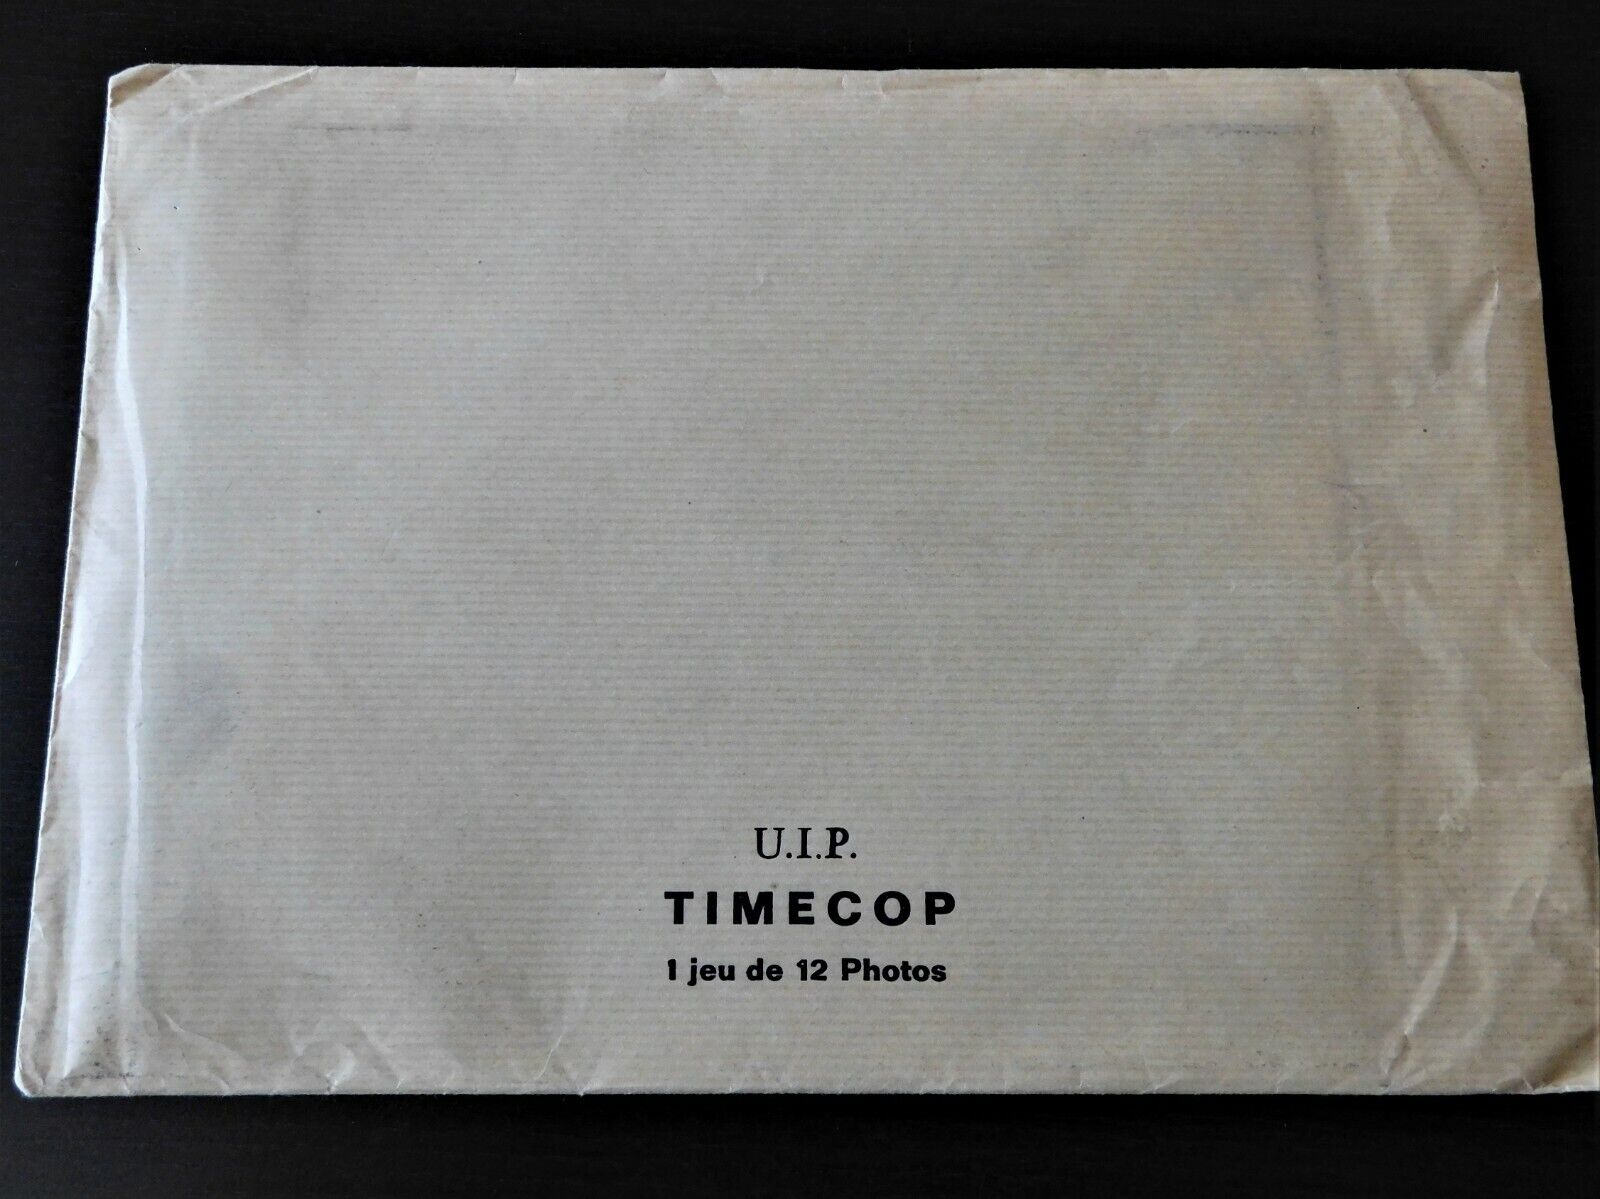 U.I.P.
TIMECOP
1 jeu de 12 Photos